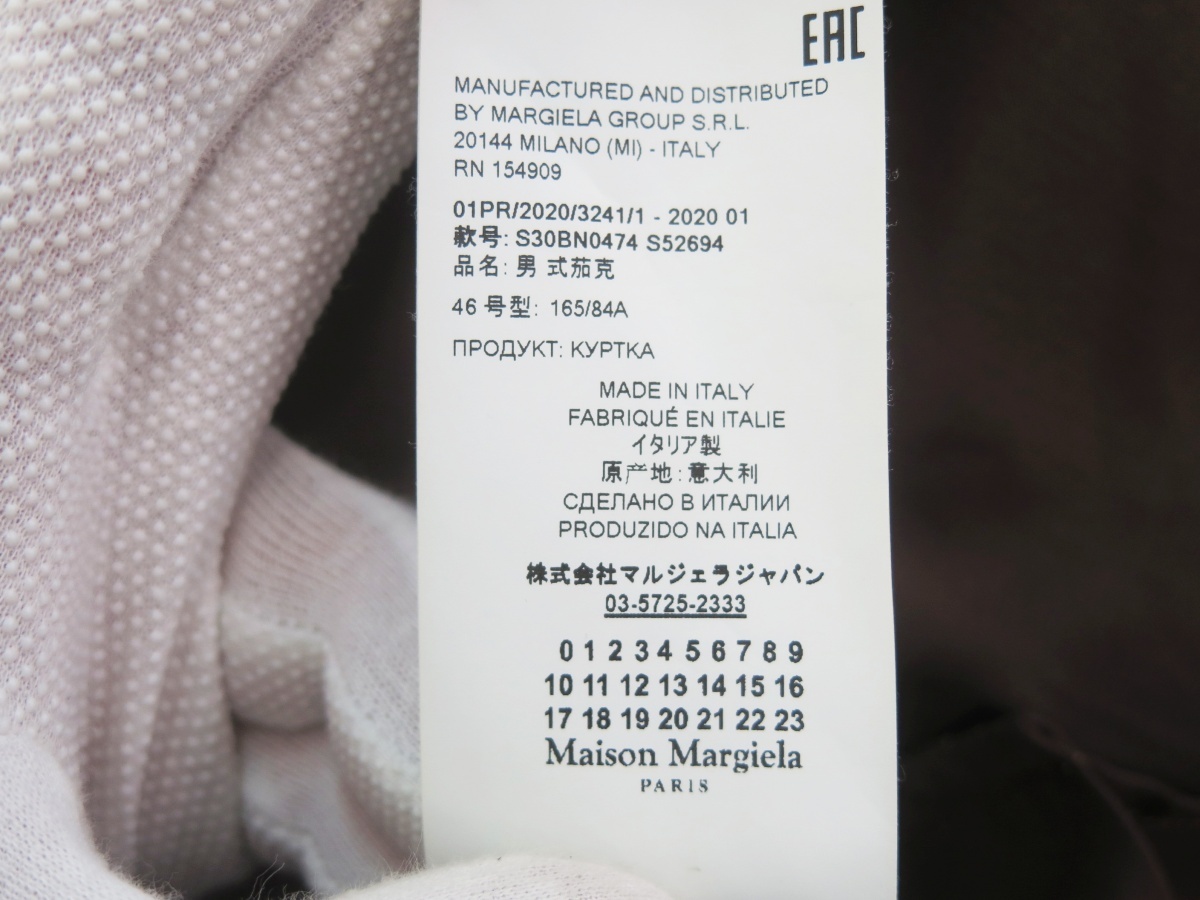 EAC
MANUFACTURED AND DISTRIBUTED
BY MARGIELA GROUP S.R.L.
20144 MILANO (MI) - ITALY
RN 154909
01PR/2020/3241/1 - 2020 01
款号: S30BN0474 S52694
品名: 男 式茄克
46 号型: 165/84A
ПРОДУКТ: КУРТКА
MADE IN ITALY
FABRIQUÉ EN ITALIE
イタリア製
原产地:意大利
СДЕЛАНО В ИТАЛИИ
PRODUZIDO NA ITALIA
株式会社マルジェラジャパン
03-5725-2333
0 1 2 3 4 5 6 7 8 9
10 11 12 13 14 15 16
17 18 19 20 21 22 23
Maison Margiela
PARIS